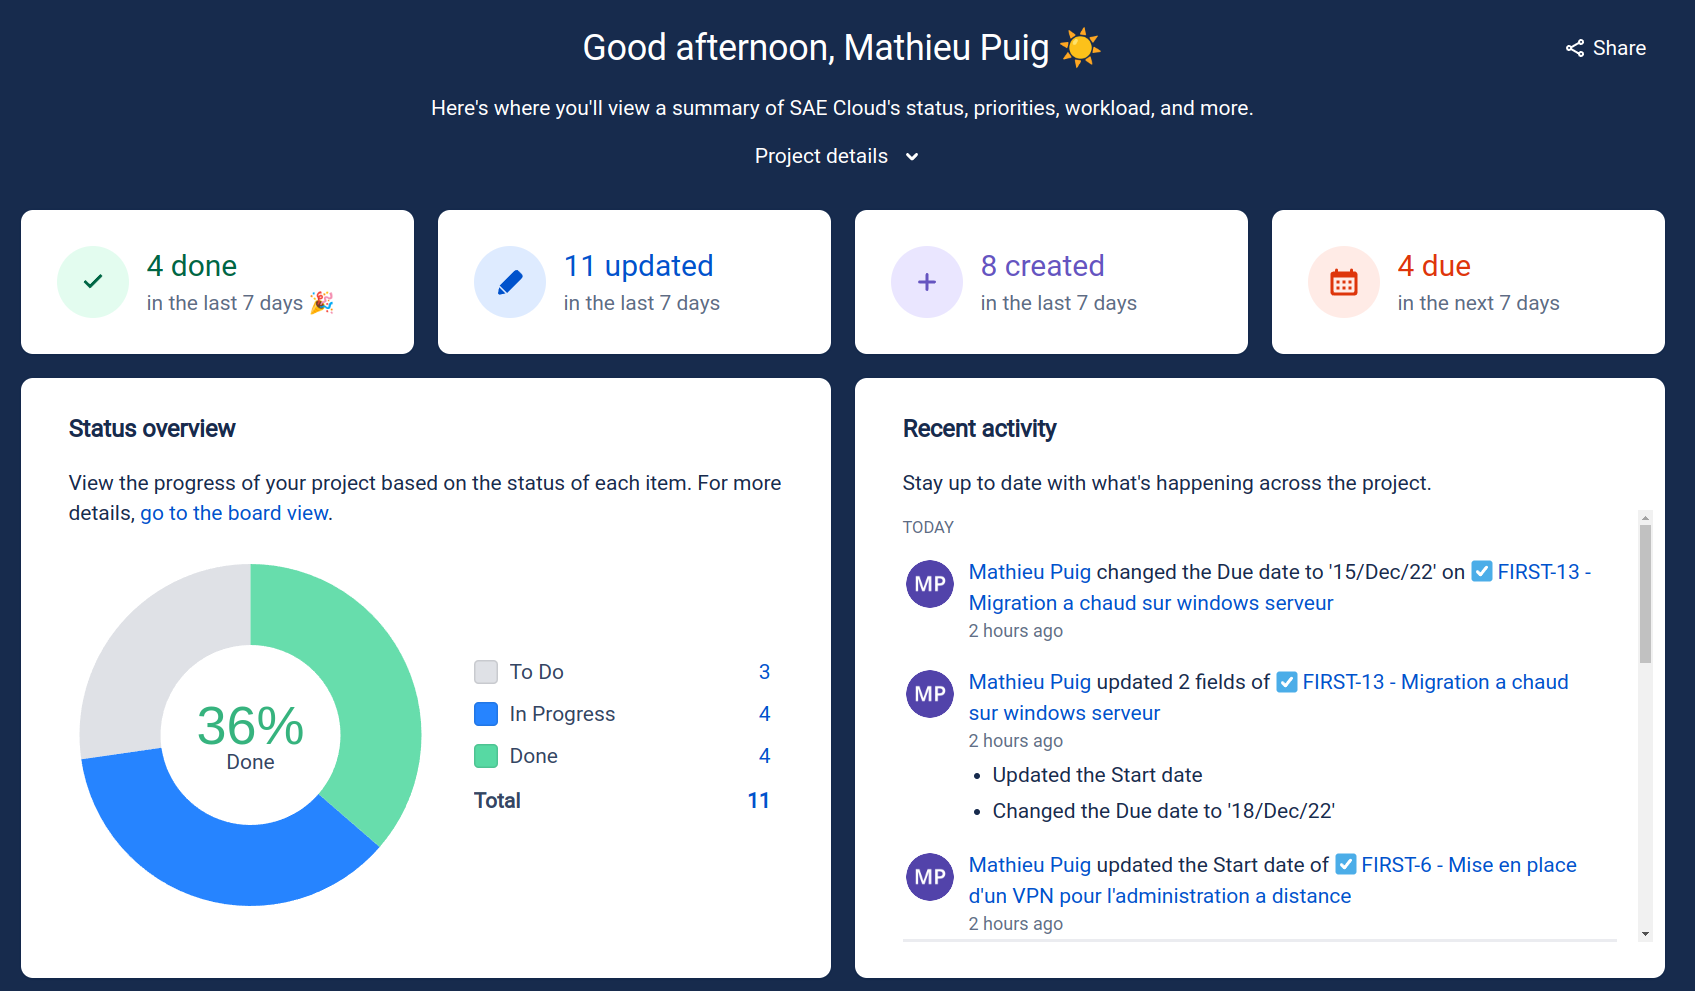 Good afternoon, Mathieu Puig ☀️
Share
Here's where you'll view a summary of SAE Cloud's status, priorities, workload, and more.
Project details
4 done
in the last 7 days 🎉
11 updated
in the last 7 days
8 created
in the last 7 days
4 due
in the next 7 days
Status overview
View the progress of your project based on the status of each item. For more
details, go to the board view.
36%
Done
To Do 3
In Progress 4
Done 4
Total 11
Recent activity
Stay up to date with what's happening across the project.
TODAY
MP
Mathieu Puig changed the Due date to '15/Dec/22' on FIRST-13 -
Migration a chaud sur windows serveur
2 hours ago
MP
Mathieu Puig updated 2 fields of FIRST-13 - Migration a chaud
sur windows serveur
2 hours ago
• Updated the Start date
• Changed the Due date to '18/Dec/22'
MP
Mathieu Puig updated the Start date of FIRST-6 - Mise en place
d'un VPN pour l'administration a distance
2 hours ago